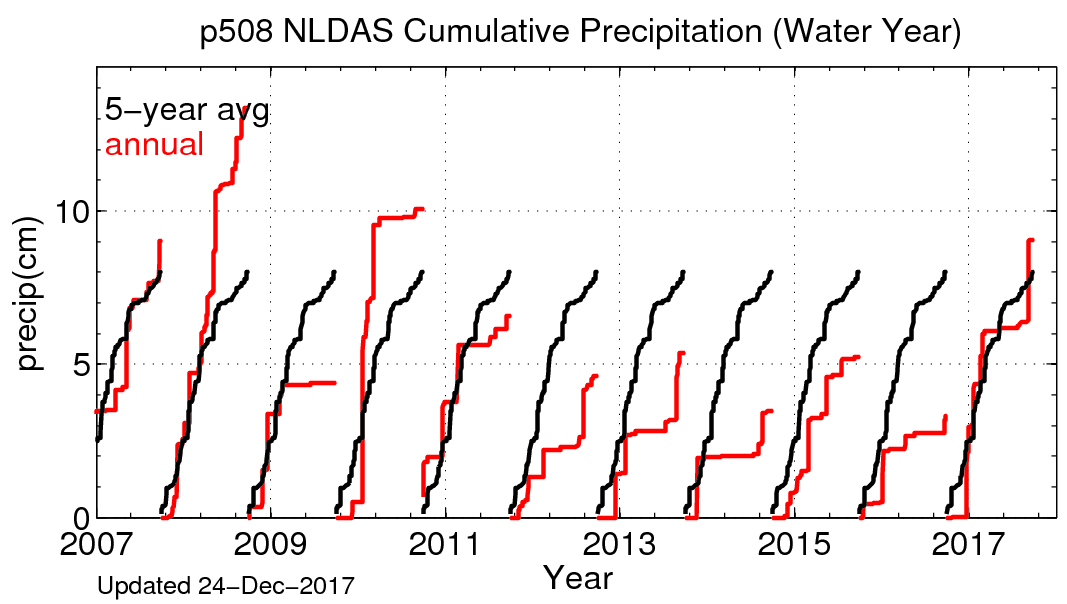 p508 NLDAS Cumulative Precipitation (Water Year)
5−year avg
annual
precip(cm)
10
5
0
2007 2009 2011 2013 2015 2017
Year
Updated 24−Dec−2017